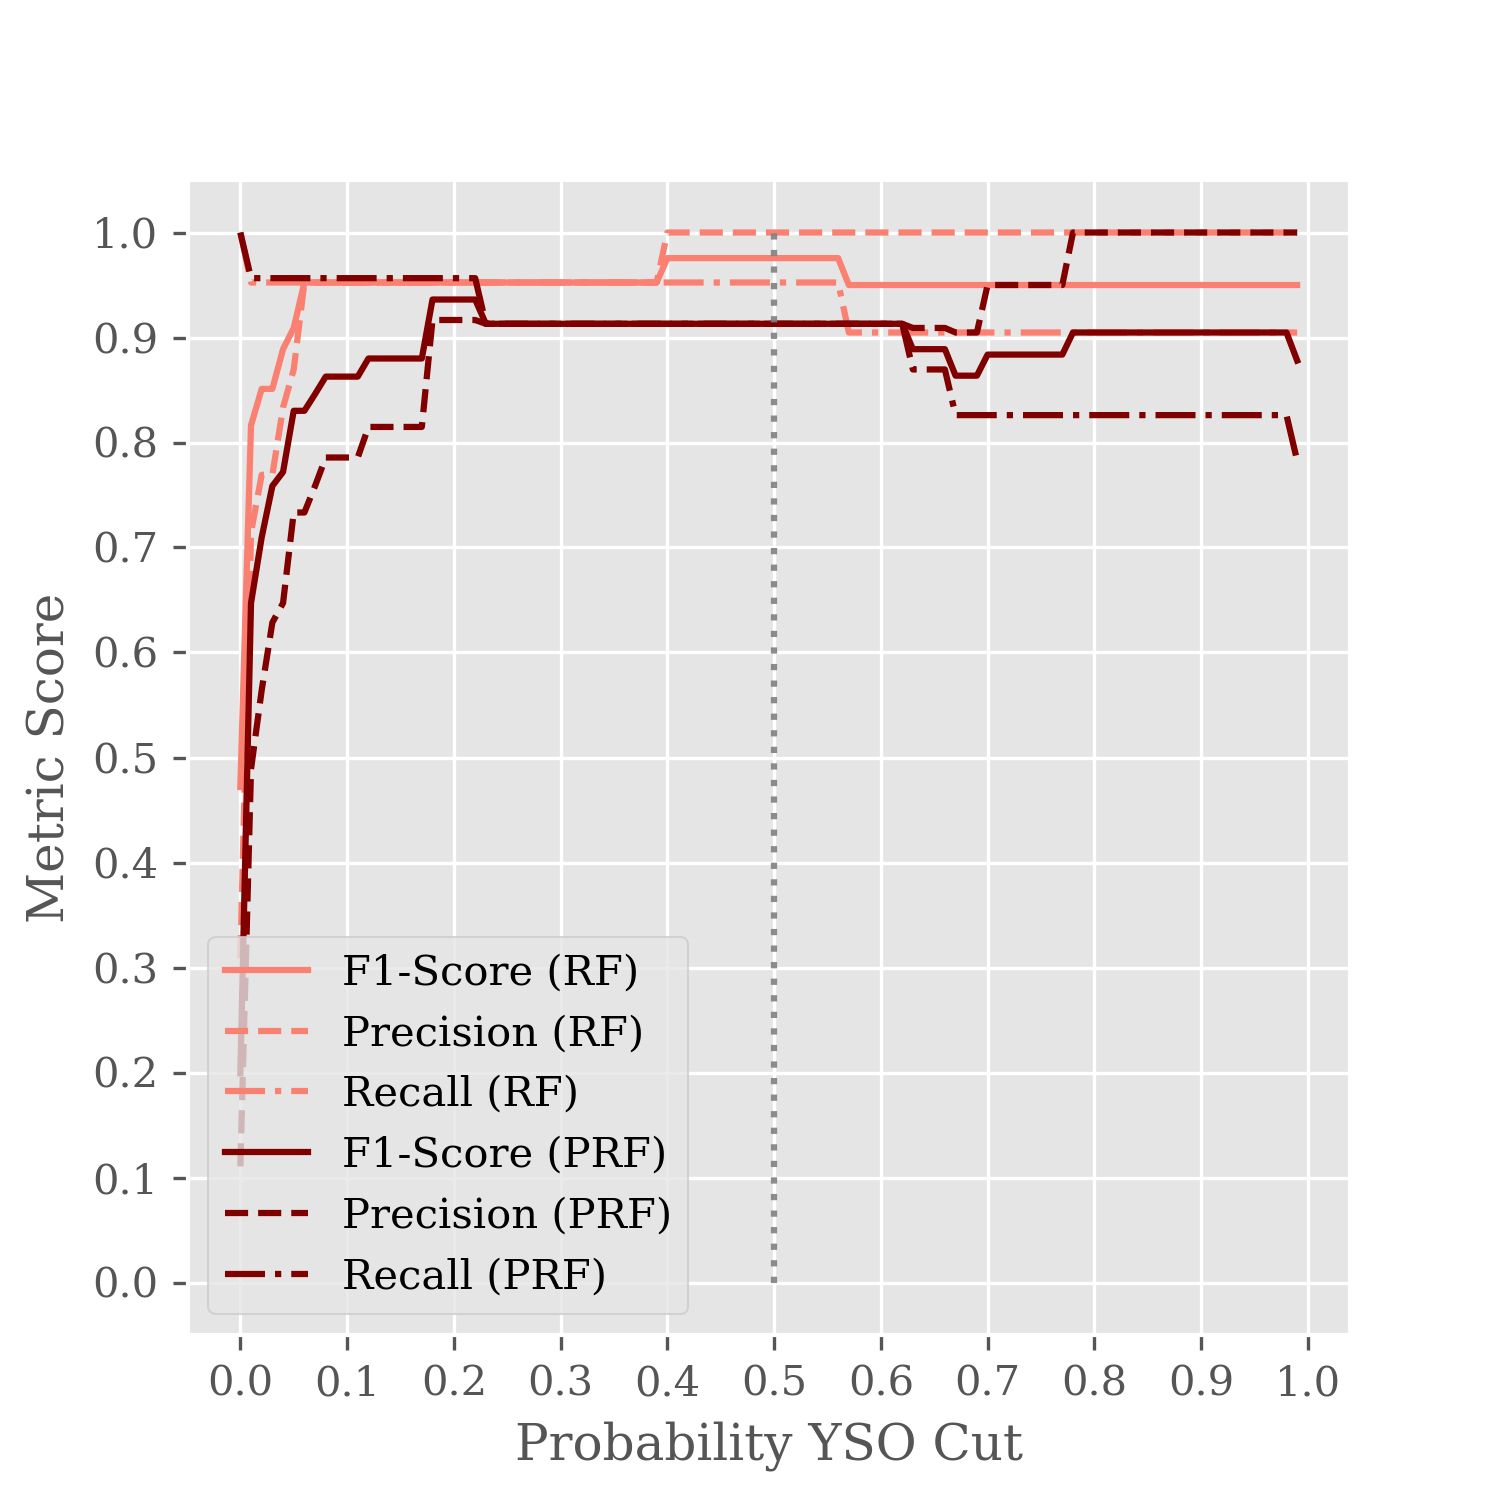 1.0
0.9
0.8
0.7
0.6
0.5
0.4
0.3
0.2
0.1
0.0
Metric Score
F1-Score (RF)
Precision (RF)
Recall (RF)
F1-Score (PRF)
Precision (PRF)
Recall (PRF)
0.0 0.1 0.2 0.3 0.4 0.5 0.6 0.7 0.8 0.9 1.0
Probability YSO Cut